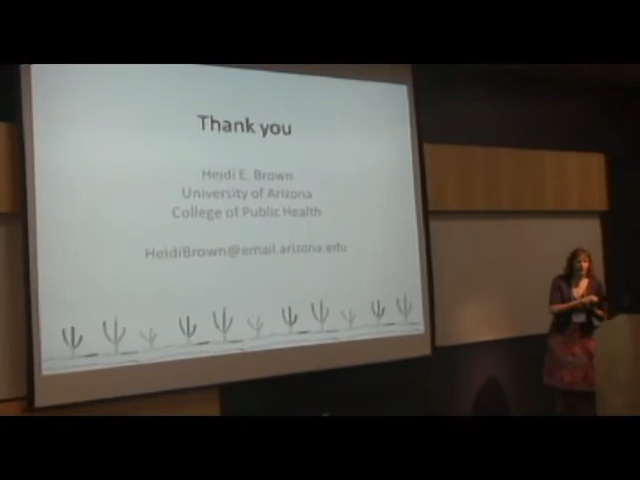 Thank you
Heidi E. Brown
University of Arizona
College of Public Health
HeidiBrown@email.arizona.edu